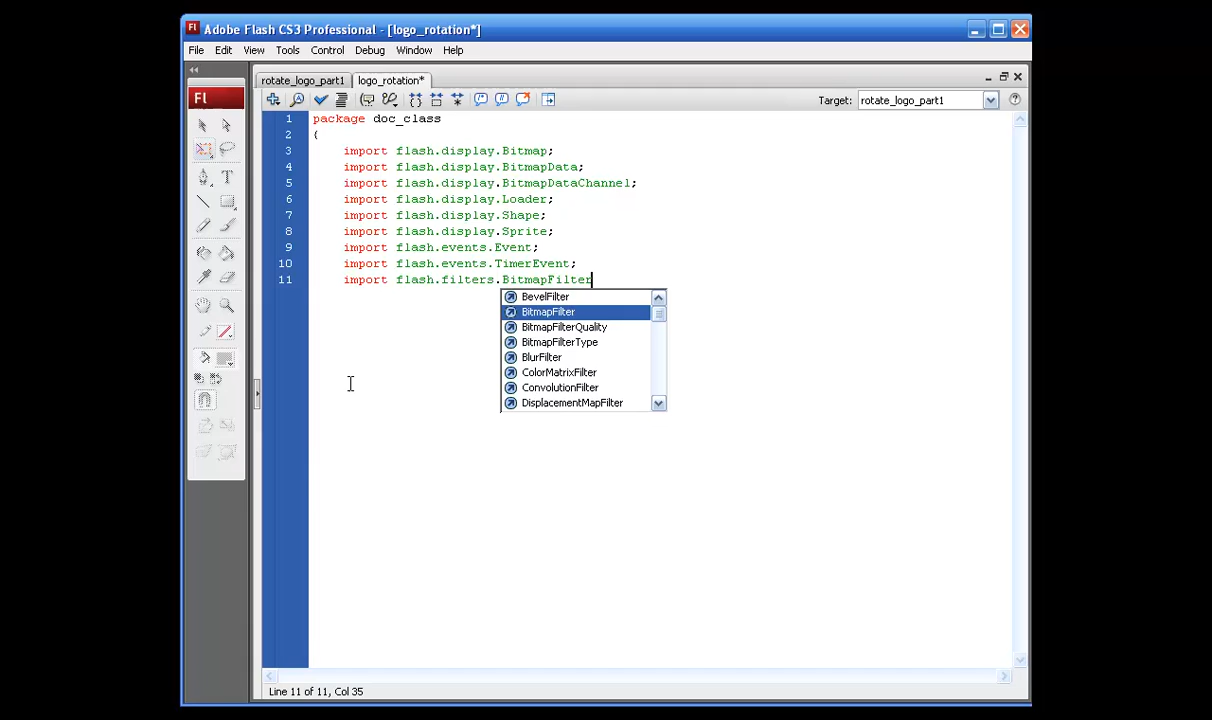 Fl Adobe Flash CS3 Professional - [logo_rotation*]
File Edit View Tools Control Debug Window Help
rotate_logo_part1 logo_rotation*
Fl
Target: rotate_logo_part1
1 package doc_class
2 {
3 import flash.display.Bitmap;
4 import flash.display.BitmapData;
5 import flash.display.BitmapDataChannel;
6 import flash.display.Loader;
7 import flash.display.Shape;
8 import flash.display.Sprite;
9 import flash.events.Event;
10 import flash.events.TimerEvent;
11 import flash.filters.BitmapFilter
BevelFilter
BitmapFilter
BitmapFilterQuality
BitmapFilterType
BlurFilter
ColorMatrixFilter
ConvolutionFilter
DisplacementMapFilter
Line 11 of 11, Col 35